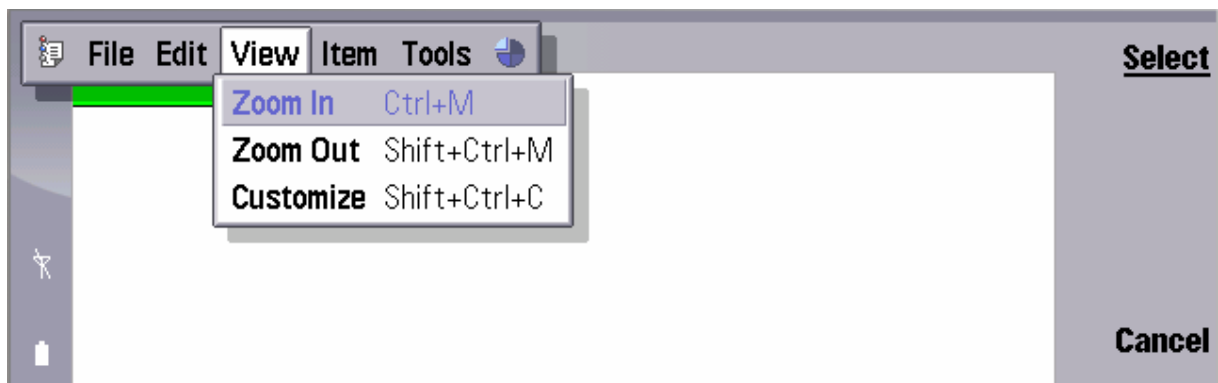 File Edit View Item Tools
Select
Zoom In Ctrl+M
Zoom Out Shift+Ctrl+M
Customize Shift+Ctrl+C
Cancel